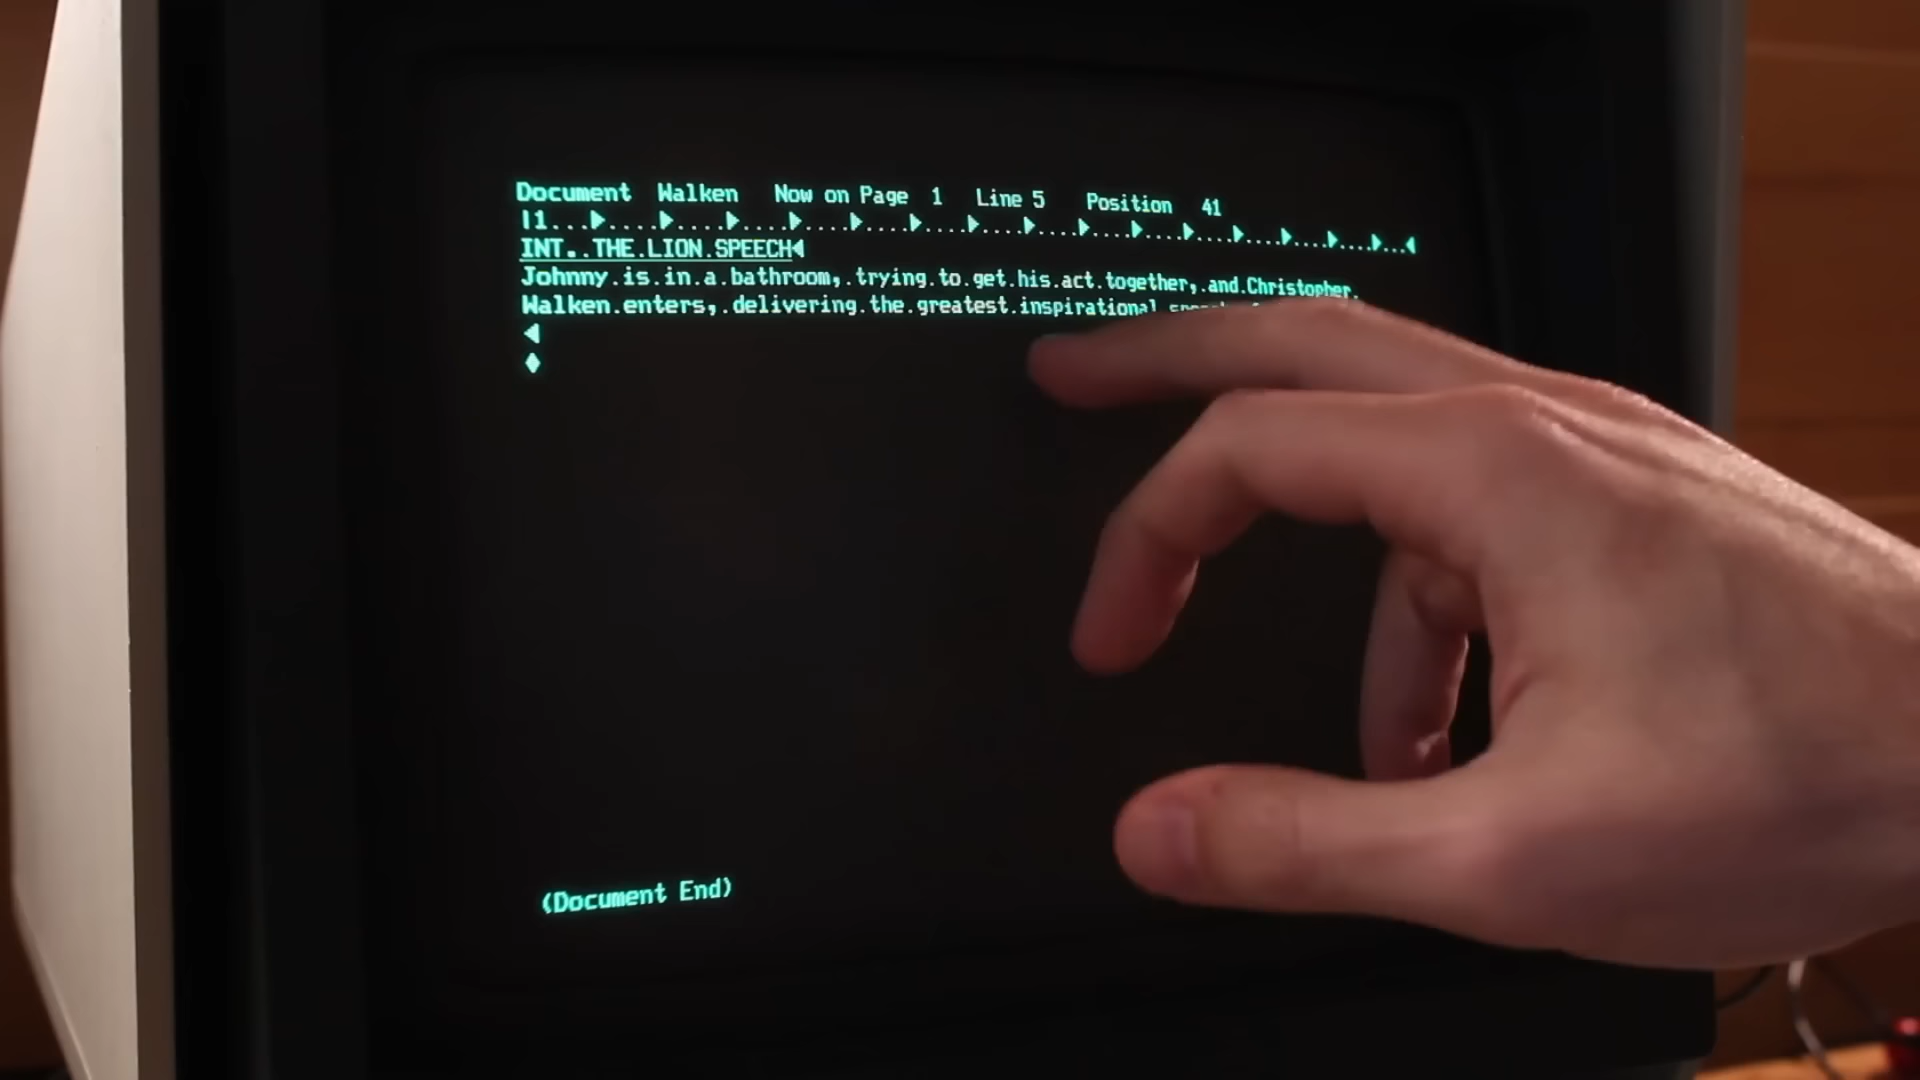 Document Walken Now on Page 1 Line 5 Position 41
|1...▶....▶....▶....▶....▶....▶....▶....▶....▶....▶....▶....▶....▶....▶...◀
INT..THE.LION.SPEECH◀
Johnny.is.in.a.bathroom,.trying.to.get.his.act.together,.and.Christopher.
Walken.enters,.delivering.the.greatest.inspirational
◀
♦
(Document End)